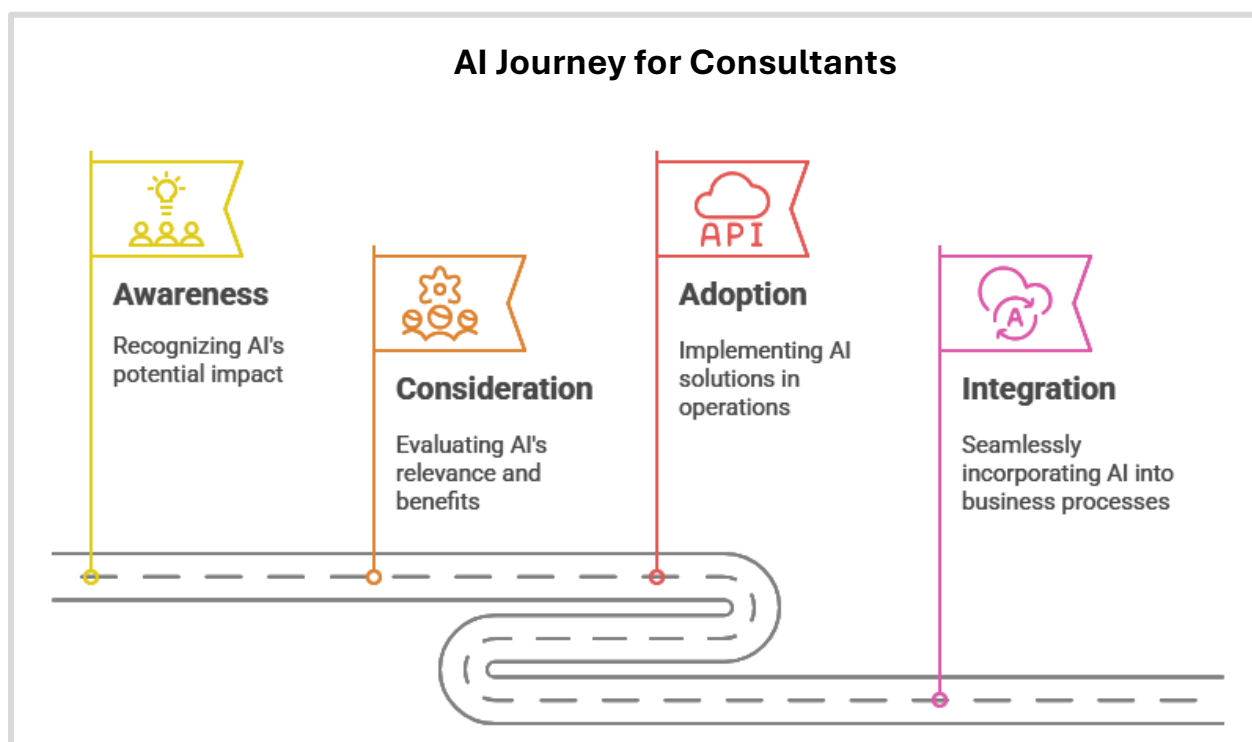 AI Journey for Consultants
Awareness
Recognizing AI's
potential impact
Consideration
Evaluating AI's
relevance and
benefits
API
Adoption
Implementing AI
solutions in
operations
A
Integration
Seamlessly
incorporating AI into
business processes